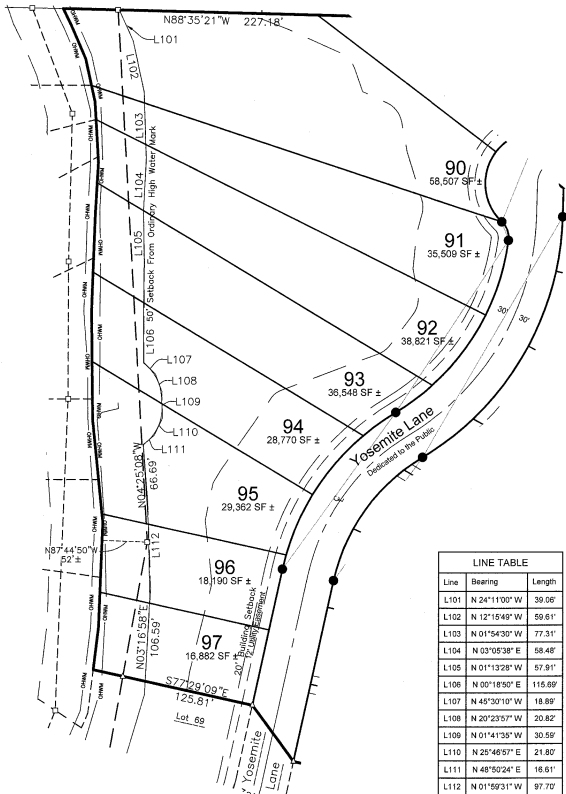 N88°35'21"W 227.18'
L101
L102
L103
L104
L105
L106
50' Setback From Ordinary High Water Mark
L107
L108
L109
L110
L111
N04°25'08"W
66.69'
L112
N87°44'50"W
52'±
N03°16'58"E
106.59'
S77°29'09"E
125.81'
Lot 69
90
58,507 SF ±
91
35,509 SF ±
92
38,821 SF ±
93
36,548 SF ±
94
28,770 SF ±
95
29,362 SF ±
96
18,190 SF ±
97
16,882 SF ±
20' Building Setback
12' Utility Easement
30' 30'
Yosemite Lane
Dedicated to the Public
Yosemite
Lane
OHWM
LINE TABLE
Line Bearing Length
L101 N 24°11'00" W 39.06'
L102 N 12°15'49" W 59.61'
L103 N 01°54'30" W 77.31'
L104 N 03°05'38" E 58.48'
L105 N 01°13'28" W 57.91'
L106 N 00°18'50" E 115.69'
L107 N 45°30'10" W 18.89'
L108 N 20°23'57" W 20.82'
L109 N 01°41'35" W 30.59'
L110 N 25°46'57" E 21.80'
L111 N 48°50'24" E 16.61'
L112 N 01°59'31" W 97.70'